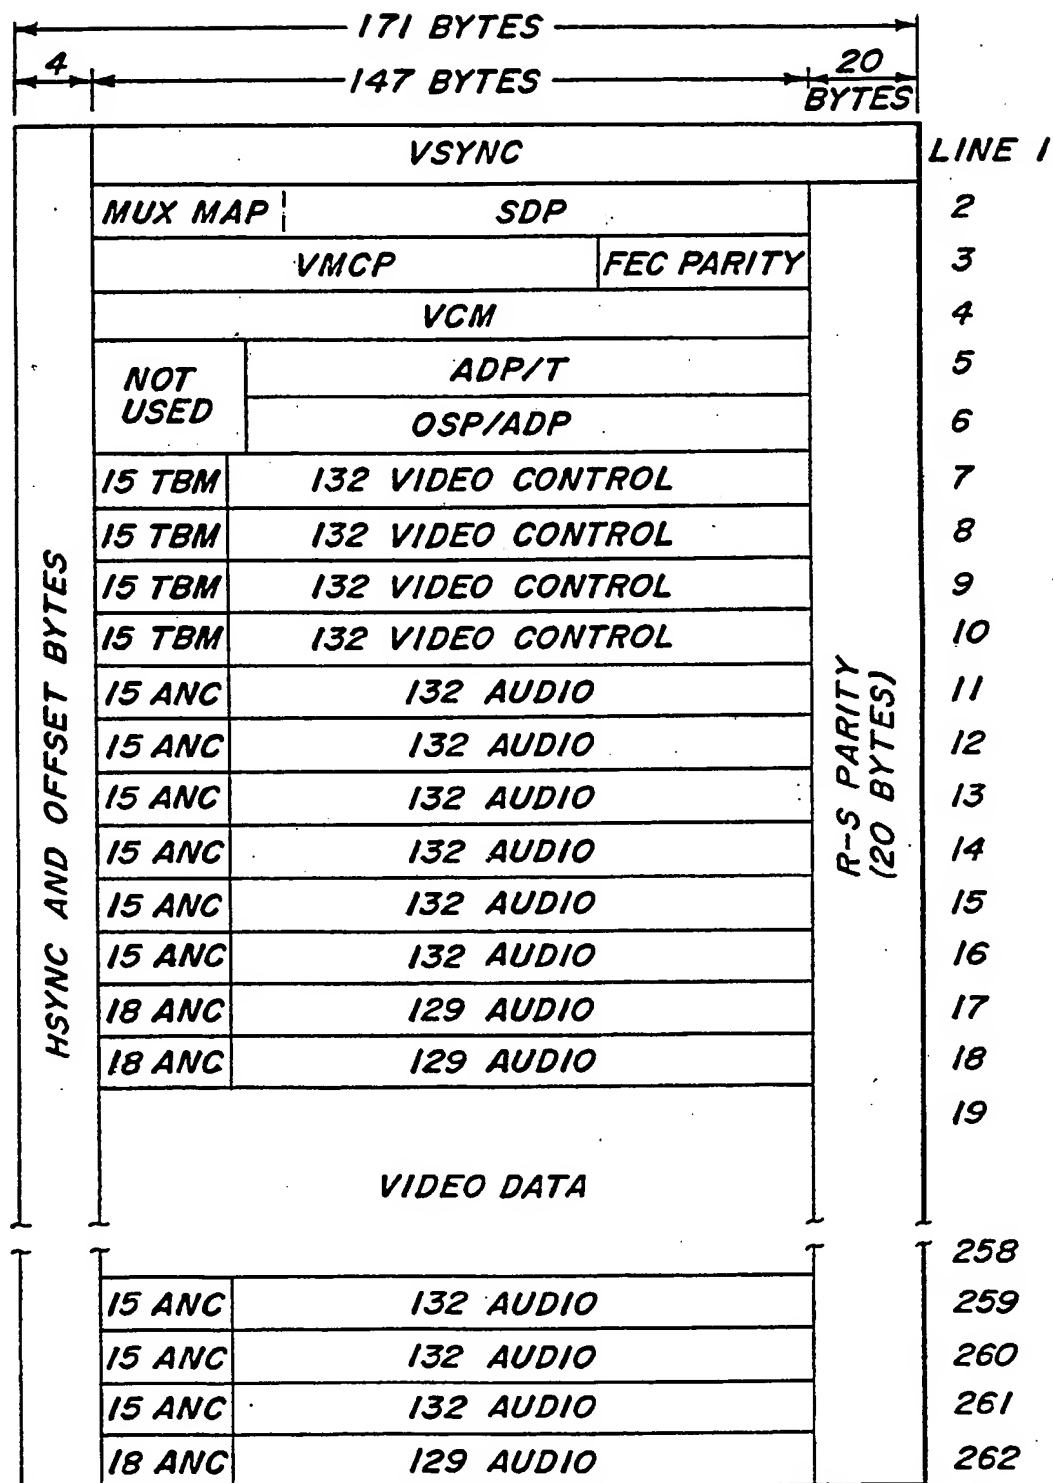 171 BYTES
4 147 BYTES 20 BYTES
VSYNC LINE 1
MUX MAP SDP 2
VMCP FEC PARITY 3
VCM 4
NOT USED
ADP/T 5
OSP/ADP 6
15 TBM 132 VIDEO CONTROL 7
15 TBM 132 VIDEO CONTROL 8
15 TBM 132 VIDEO CONTROL 9
15 TBM 132 VIDEO CONTROL 10
15 ANC 132 AUDIO 11
15 ANC 132 AUDIO 12
15 ANC 132 AUDIO 13
15 ANC 132 AUDIO 14
15 ANC 132 AUDIO 15
15 ANC 132 AUDIO 16
18 ANC 129 AUDIO 17
18 ANC 129 AUDIO 18
19
VIDEO DATA
258
15 ANC 132 AUDIO 259
15 ANC 132 AUDIO 260
15 ANC 132 AUDIO 261
18 ANC 129 AUDIO 262
HSYNC AND OFFSET BYTES
R-S PARITY
(20 BYTES)